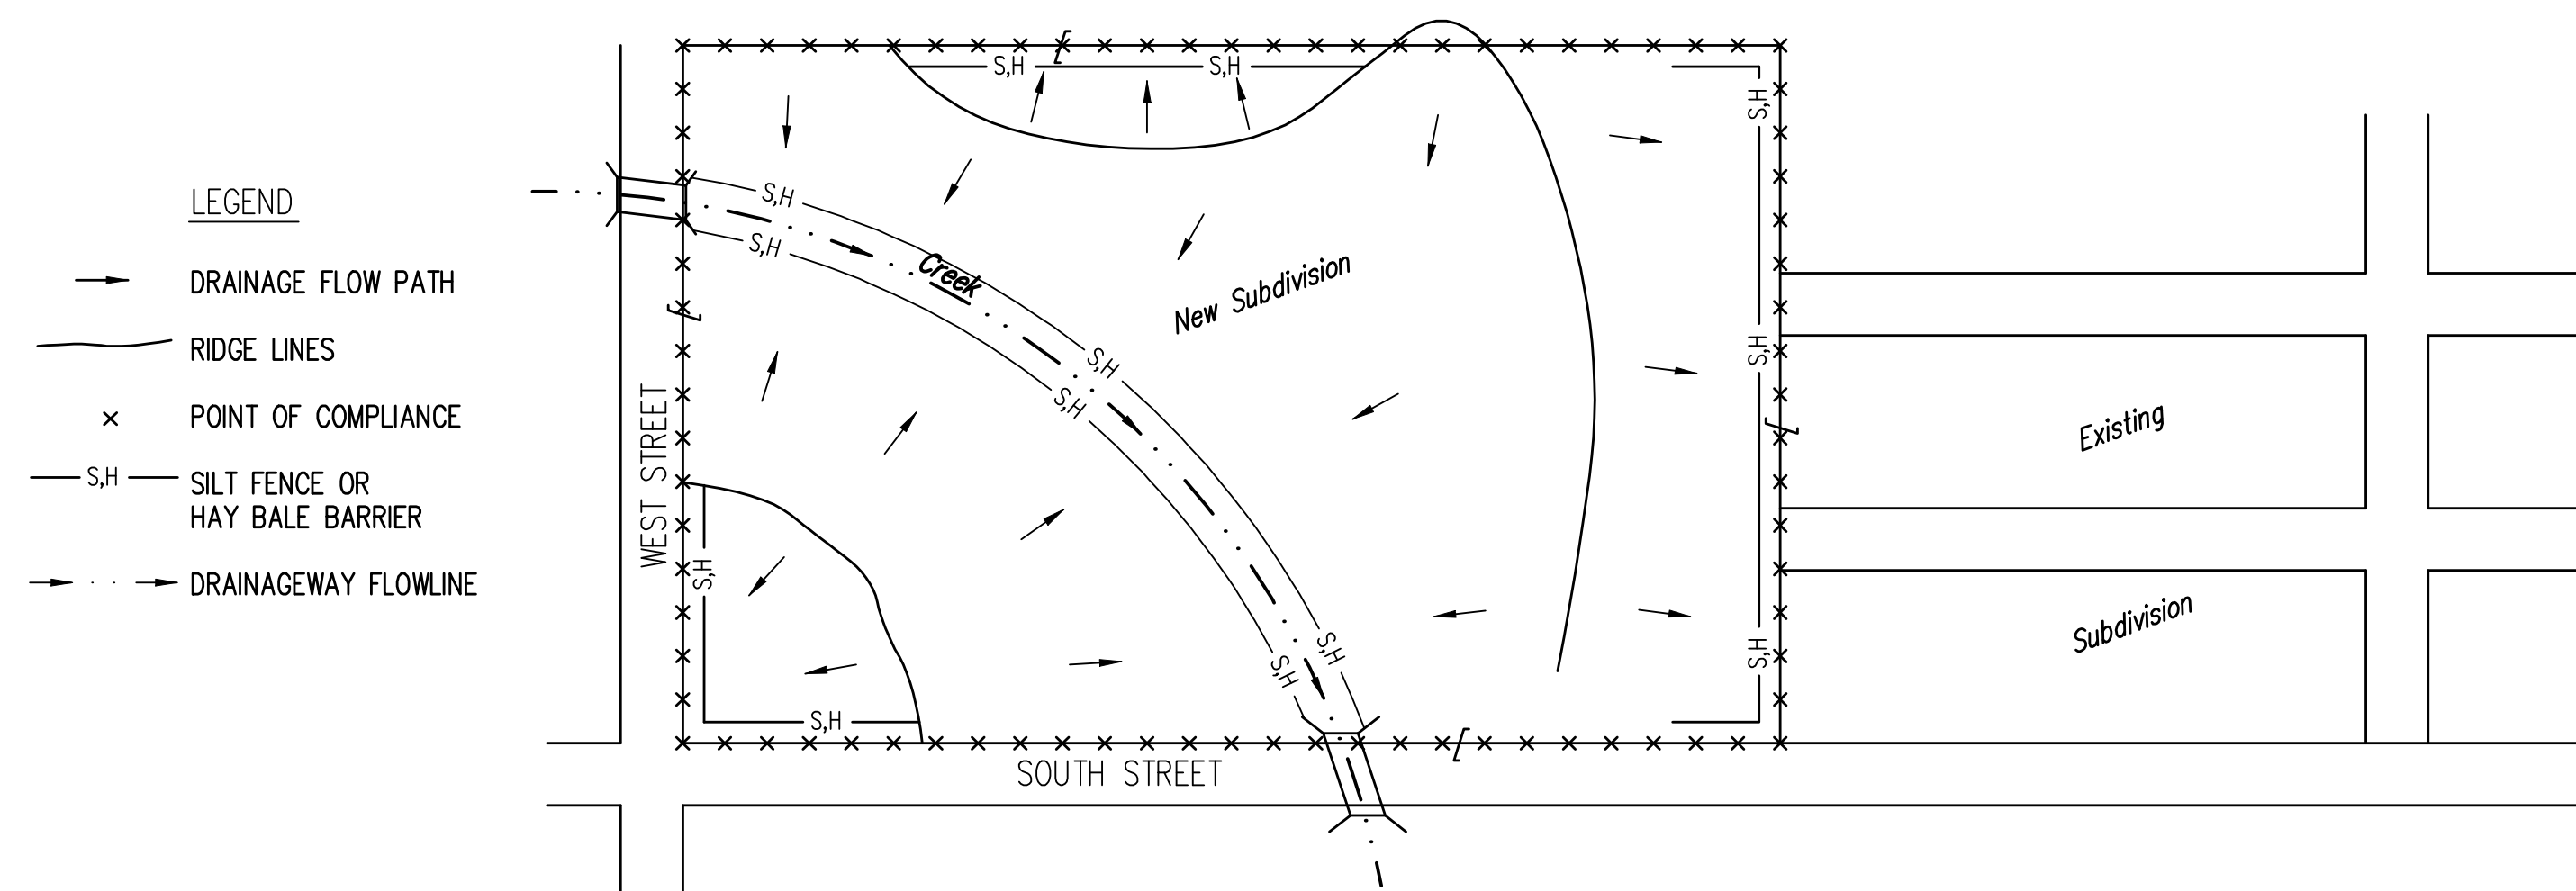 LEGEND
DRAINAGE FLOW PATH
RIDGE LINES
POINT OF COMPLIANCE
S,H
SILT FENCE OR
HAY BALE BARRIER
DRAINAGEWAY FLOWLINE
S,H
S,H
S,H
S,H
S,H
Creek
New Subdivision
S,H
S,H
S,H
WEST STREET
Existing
S,H
Subdivision
S,H
S,H
S,H
S,H
SOUTH STREET